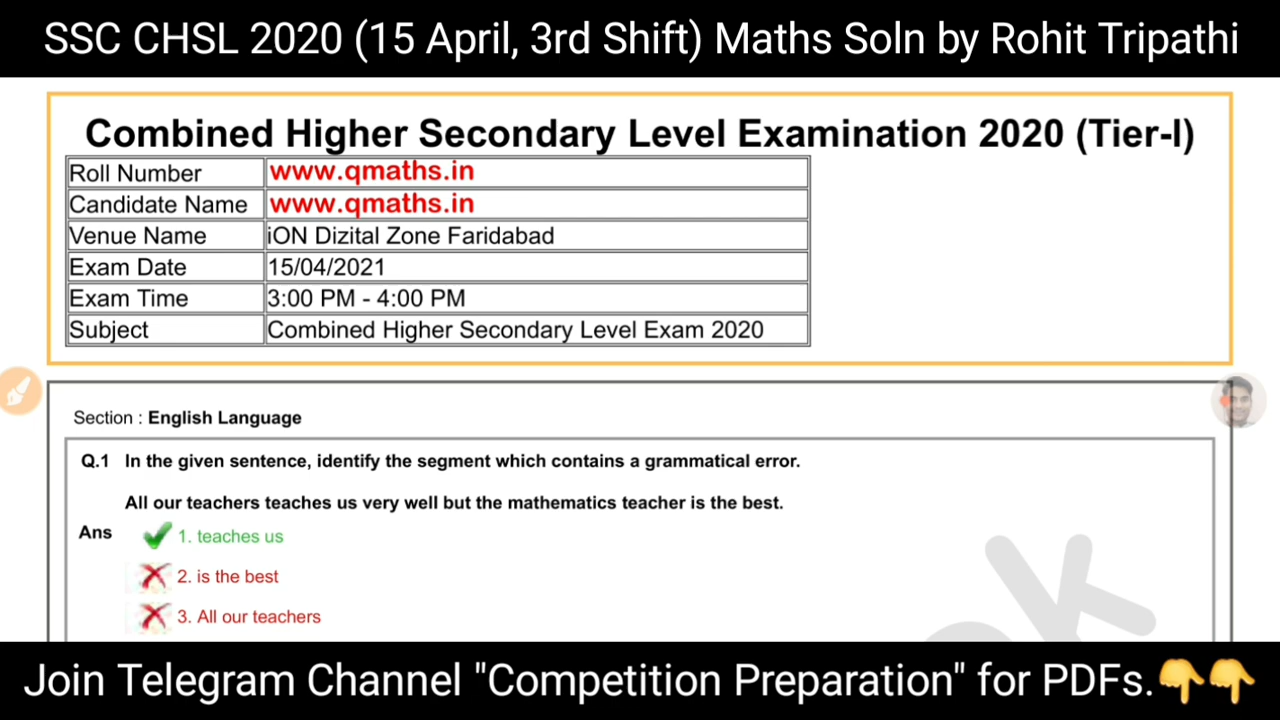 SSC CHSL 2020 (15 April, 3rd Shift) Maths Soln by Rohit Tripathi
Combined Higher Secondary Level Examination 2020 (Tier-I)
Roll Number www.qmaths.in
Candidate Name www.qmaths.in
Venue Name iON Dizital Zone Faridabad
Exam Date 15/04/2021
Exam Time 3:00 PM - 4:00 PM
Subject Combined Higher Secondary Level Exam 2020
Section : English Language
Q.1 In the given sentence, identify the segment which contains a grammatical error.
All our teachers teaches us very well but the mathematics teacher is the best.
Ans 1. teaches us
2. is the best
3. All our teachers
Join Telegram Channel "Competition Preparation" for PDFs.👇👇